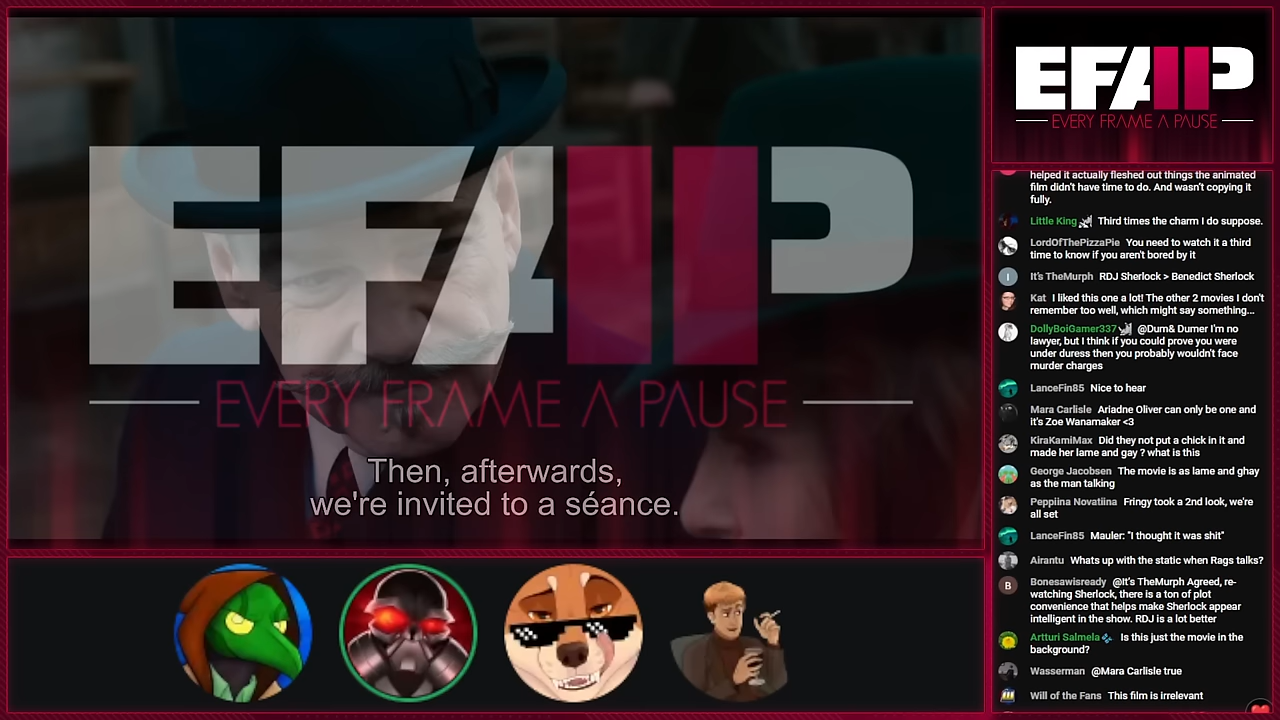 EFAP
EVERY FRAME A PAUSE
Then, afterwards,
we're invited to a séance.
EFAP
EVERY FRAME A PAUSE
helped it actually fleshed out things the animated
film didn't have time to do. And wasn't copying it
fully.
Little King Third times the charm I do suppose.
LordOfThePizzaPie You need to watch it a third
time to know if you aren't bored by it
I
It's TheMurph RDJ Sherlock > Benedict Sherlock
Kat I liked this one a lot! The other 2 movies I don't
remember too well, which might say something...
DollyBoiGamer337 @Dum& Dumer I'm no
lawyer, but I think if you could prove you were
under duress then you probably wouldn't face
murder charges
LanceFin85 Nice to hear
Mara Carlisle Ariadne Oliver can only be one and
it's Zoe Wanamaker <3
KiraKamiMax Did they not put a chick in it and
made her lame and gay ? what is this
George Jacobsen The movie is as lame and ghay
as the man talking
Peppiina Novatiina Fringy took a 2nd look, we're
all set
LanceFin85 Mauler: "I thought it was shit"
Airantu Whats up with the static when Rags talks?
B
Bonesawisready @It's TheMurph Agreed, re-
watching Sherlock, there is a ton of plot
convenience that helps make Sherlock appear
intelligent in the show. RDJ is a lot better
Artturi Salmela Is this just the movie in the
background?
Wasserman @Mara Carlisle true
Will of the Fans This film is irrelevant